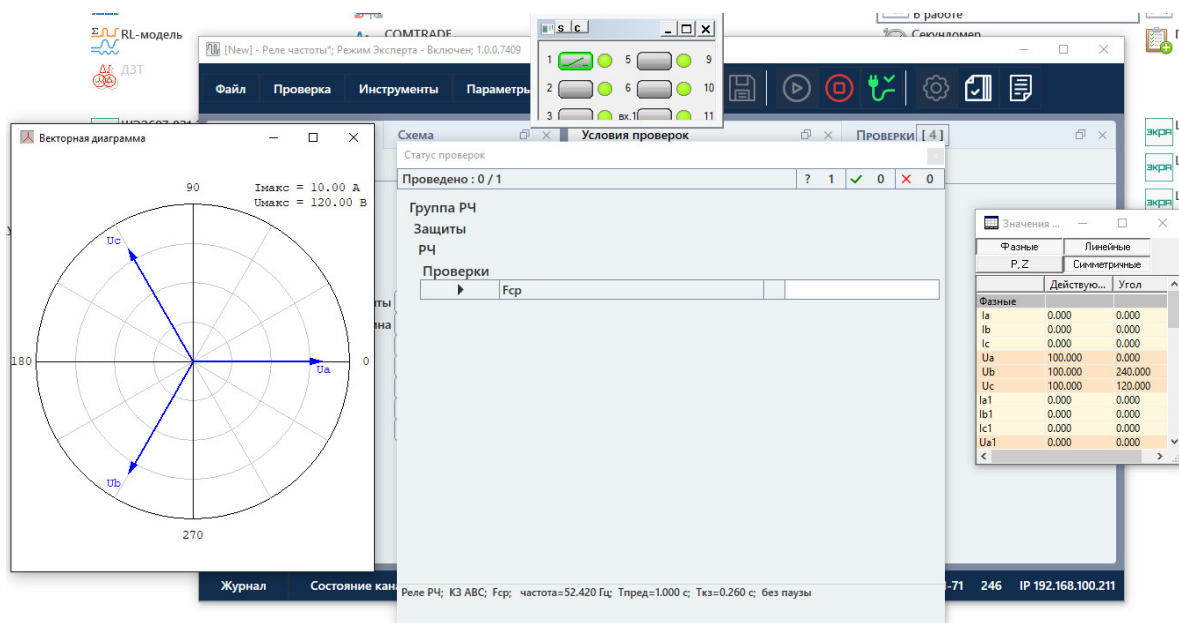 В работе
RL-модель
COMTRADE
Секундомер
ДЗТ
[New] - Реле частоты*; Режим Эксперта - Включен; 1.0.0.7409
S C
1 5 9
2 6 10
3 вх.1 11
Файл Проверка Инструменты Параметры
Векторная диаграмма
Схема
Условия проверок
Проверки [ 4 ]
Статус проверок
Проведено : 0 / 1
? 1 0 0
Группа РЧ
Защиты
РЧ
Проверки
Fср
90
Iмакс = 10.00 А
Uмакс = 120.00 В
Uc
180
0
Ua
Ub
270
экра
экра
экра
Значения ...
Фазные Линейные
P,Z Симметричные
Действую... Угол
Фазные
Ia 0.000 0.000
Ib 0.000 0.000
Ic 0.000 0.000
Ua 100.000 0.000
Ub 100.000 240.000
Uc 100.000 120.000
Ia1 0.000 0.000
Ib1 0.000 0.000
Ic1 0.000 0.000
Ua1 0.000 0.000
Журнал Состояние кан
Реле РЧ; КЗ ABC; Fср; частота=52.420 Гц; Тпред=1.000 с; Ткз=0.260 с; без паузы
-71 246 IP 192.168.100.211